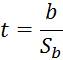 t = b / S_b